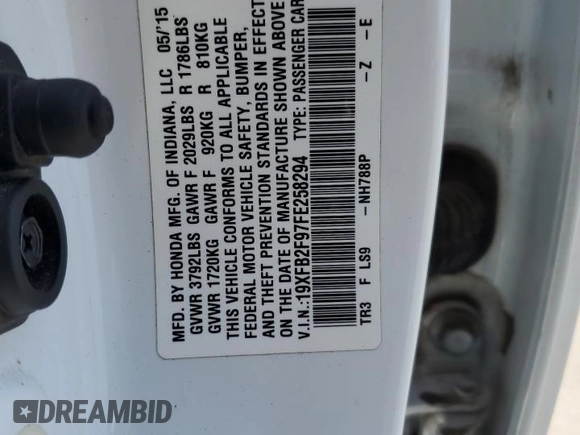 MFD. BY HONDA MFG. OF INDIANA, LLC 05/'15
GVWR 3792LBS GAWR F 2029LBS R 1786LBS
GVWR 1720KG GAWR F 920KG R 810KG
THIS VEHICLE CONFORMS TO ALL APPLICABLE
FEDERAL MOTOR VEHICLE SAFETY, BUMPER,
AND THEFT PREVENTION STANDARDS IN EFFECT
ON THE DATE OF MANUFACTURE SHOWN ABOVE
V.I.N.:19XFB2F97FE258294 TYPE: PASSENGER CAR
TR3 F LS9 -NH788P -Z -E
DREAMBID